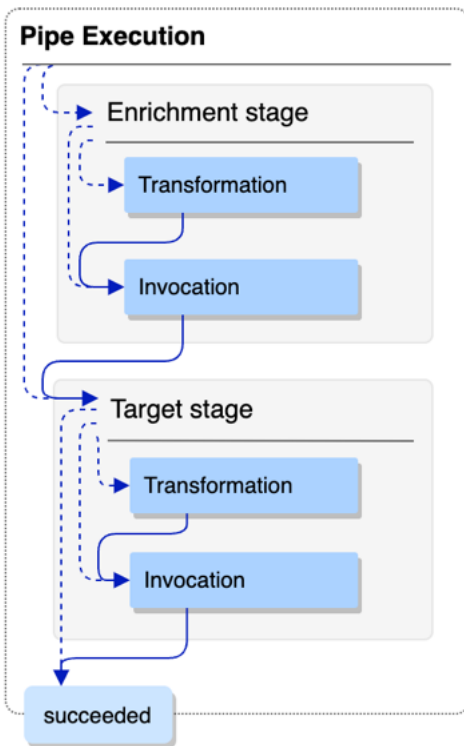 Pipe Execution
Enrichment stage
Transformation
Invocation
Target stage
Transformation
Invocation
succeeded